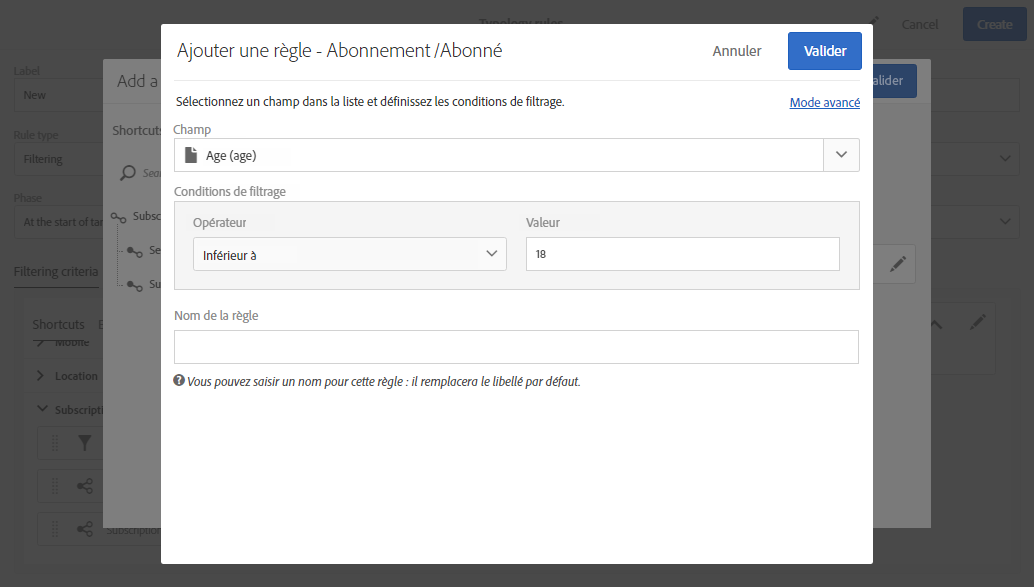 Typology rules
Cancel
Create
Label
New
Rule type
Filtering
Phase
At the start of tar
Filtering criteria
Shortcuts
Mobile
Location
Subscripti
Add a
alider
Shortcuts
Sea
Subsc
Se
Su
Subscription
Ajouter une règle - Abonnement /Abonné
Annuler
Valider
Sélectionnez un champ dans la liste et définissez les conditions de filtrage.
Mode avancé
Champ
Age (age)
Conditions de filtrage
Opérateur
Valeur
Inférieur à
18
Nom de la règle
Vous pouvez saisir un nom pour cette règle : il remplacera le libellé par défaut.